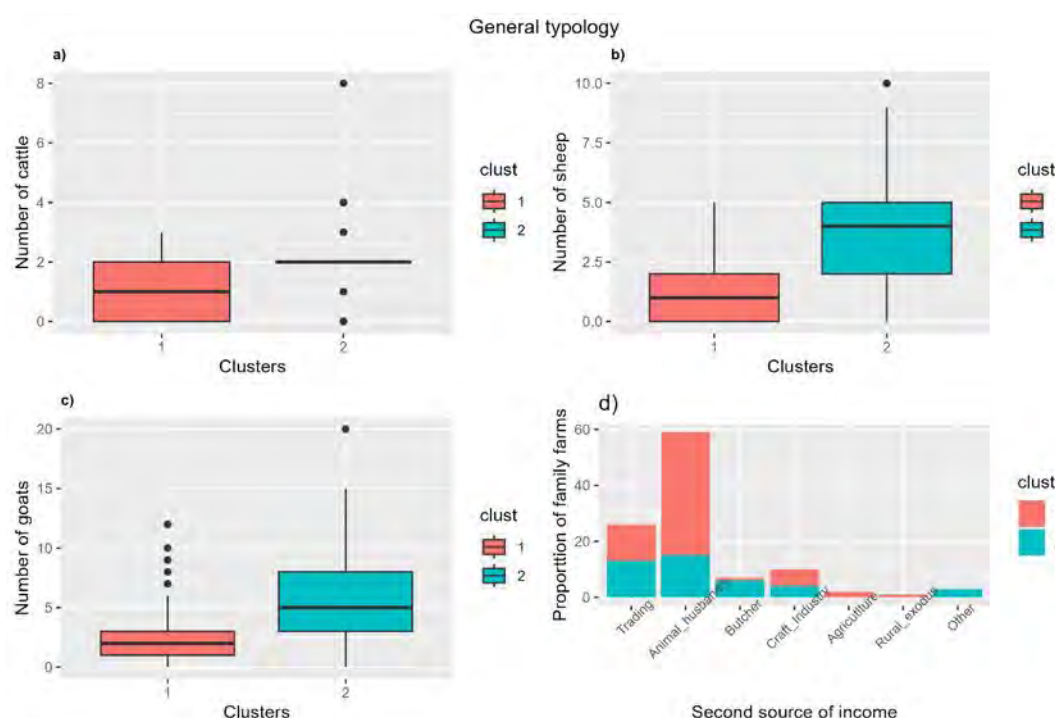 General typology
a)
Number of cattle
8
6
4
2
0
1
2
Clusters
clust
1
2
b)
Number of sheep
10.0
7.5
5.0
2.5
0.0
1
2
Clusters
clust
c)
Number of goats
20
15
10
5
0
1
2
Clusters
clust
1
2
d)
Proportion of family farms
60
40
20
0
Trading
Butcher
Craft_Industry
Rural_exodus
Other
Second source of income
clust